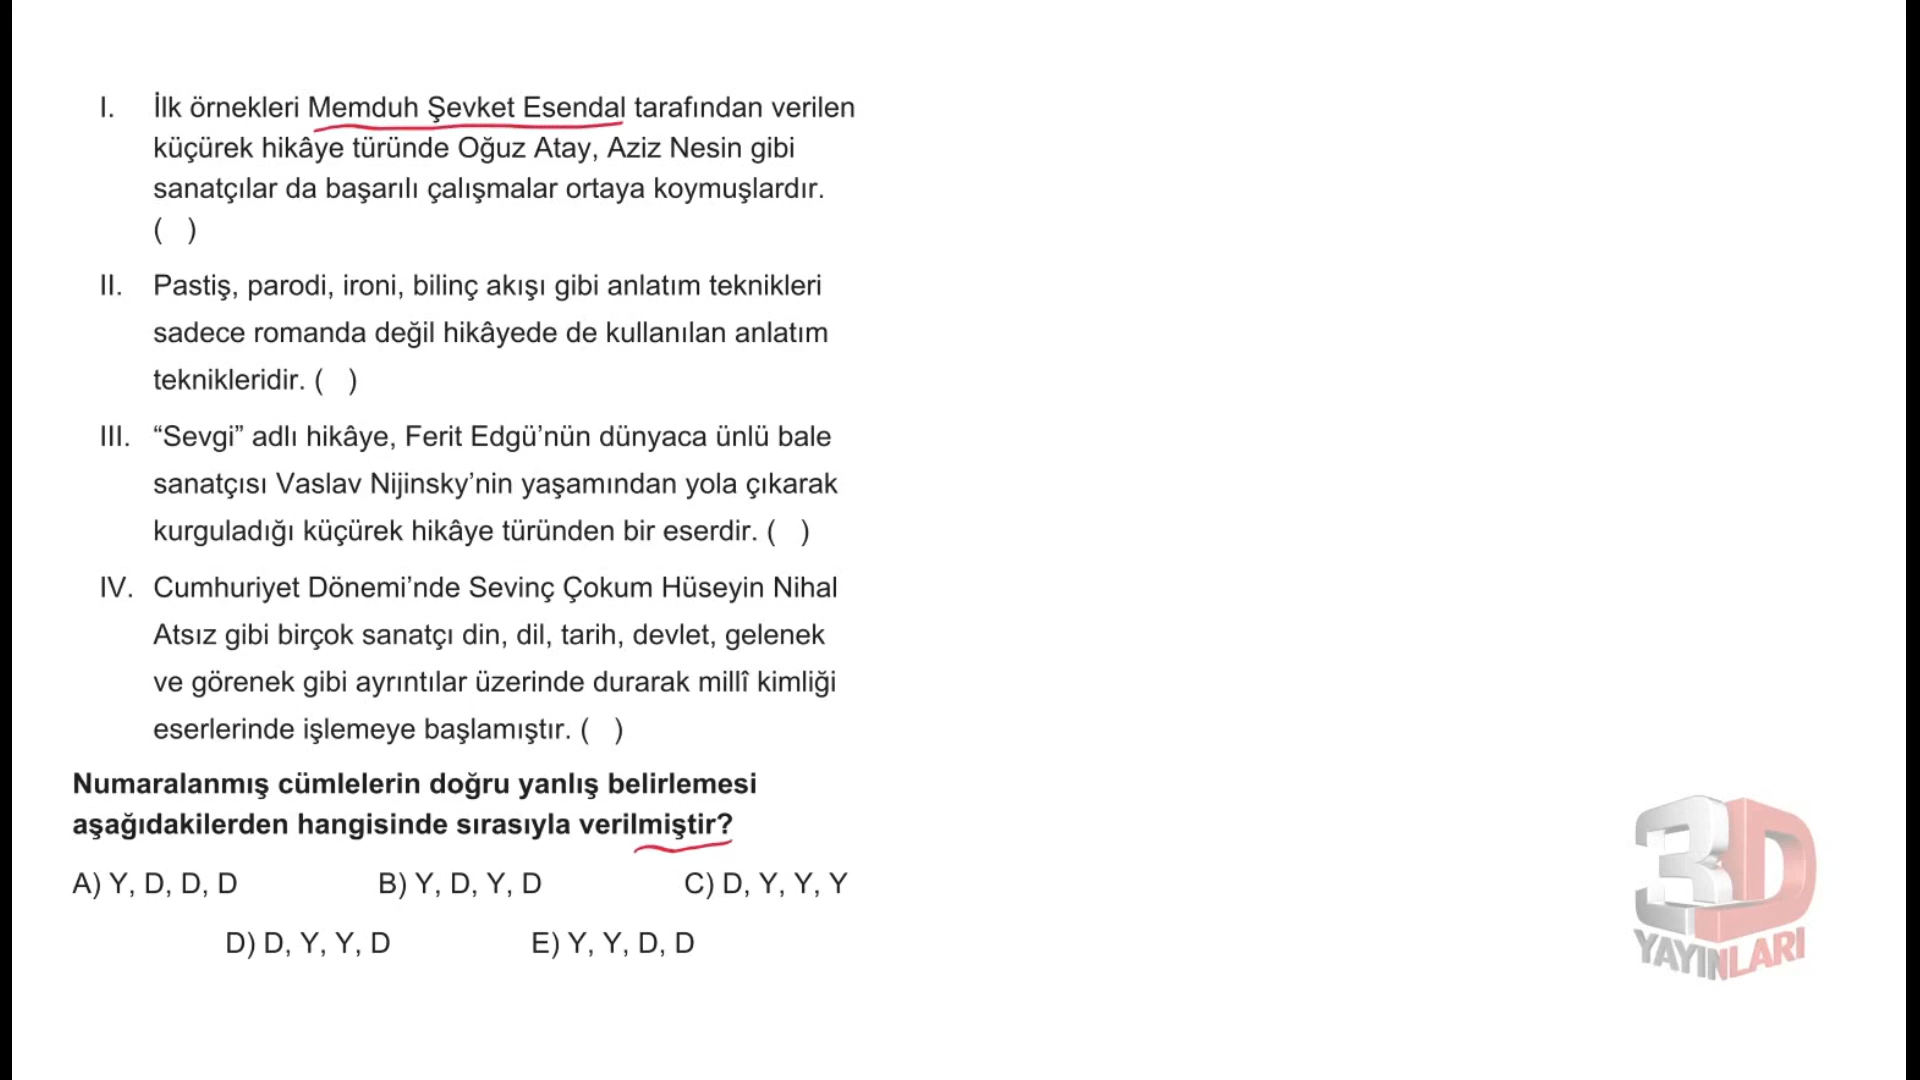 I. İlk örnekleri Memduh Şevket Esendal tarafından verilen
küçürek hikâye türünde Oğuz Atay, Aziz Nesin gibi
sanatçılar da başarılı çalışmalar ortaya koymuşlardır.
( )
II. Pastiş, parodi, ironi, bilinç akışı gibi anlatım teknikleri
sadece romanda değil hikâyede de kullanılan anlatım
teknikleridir. ( )
III. “Sevgi” adlı hikâye, Ferit Edgü’nün dünyaca ünlü bale
sanatçısı Vaslav Nijinsky’nin yaşamından yola çıkarak
kurguladığı küçürek hikâye türünden bir eserdir. ( )
IV. Cumhuriyet Dönemi’nde Sevinç Çokum Hüseyin Nihal
Atsız gibi birçok sanatçı din, dil, tarih, devlet, gelenek
ve görenek gibi ayrıntılar üzerinde durarak millî kimliği
eserlerinde işlemeye başlamıştır. ( )
Numaralanmış cümlelerin doğru yanlış belirlemesi
aşağıdakilerden hangisinde sırasıyla verilmiştir?
A) Y, D, D, D B) Y, D, Y, D C) D, Y, Y, Y
D) D, Y, Y, D E) Y, Y, D, D
3D
YAYINLARI